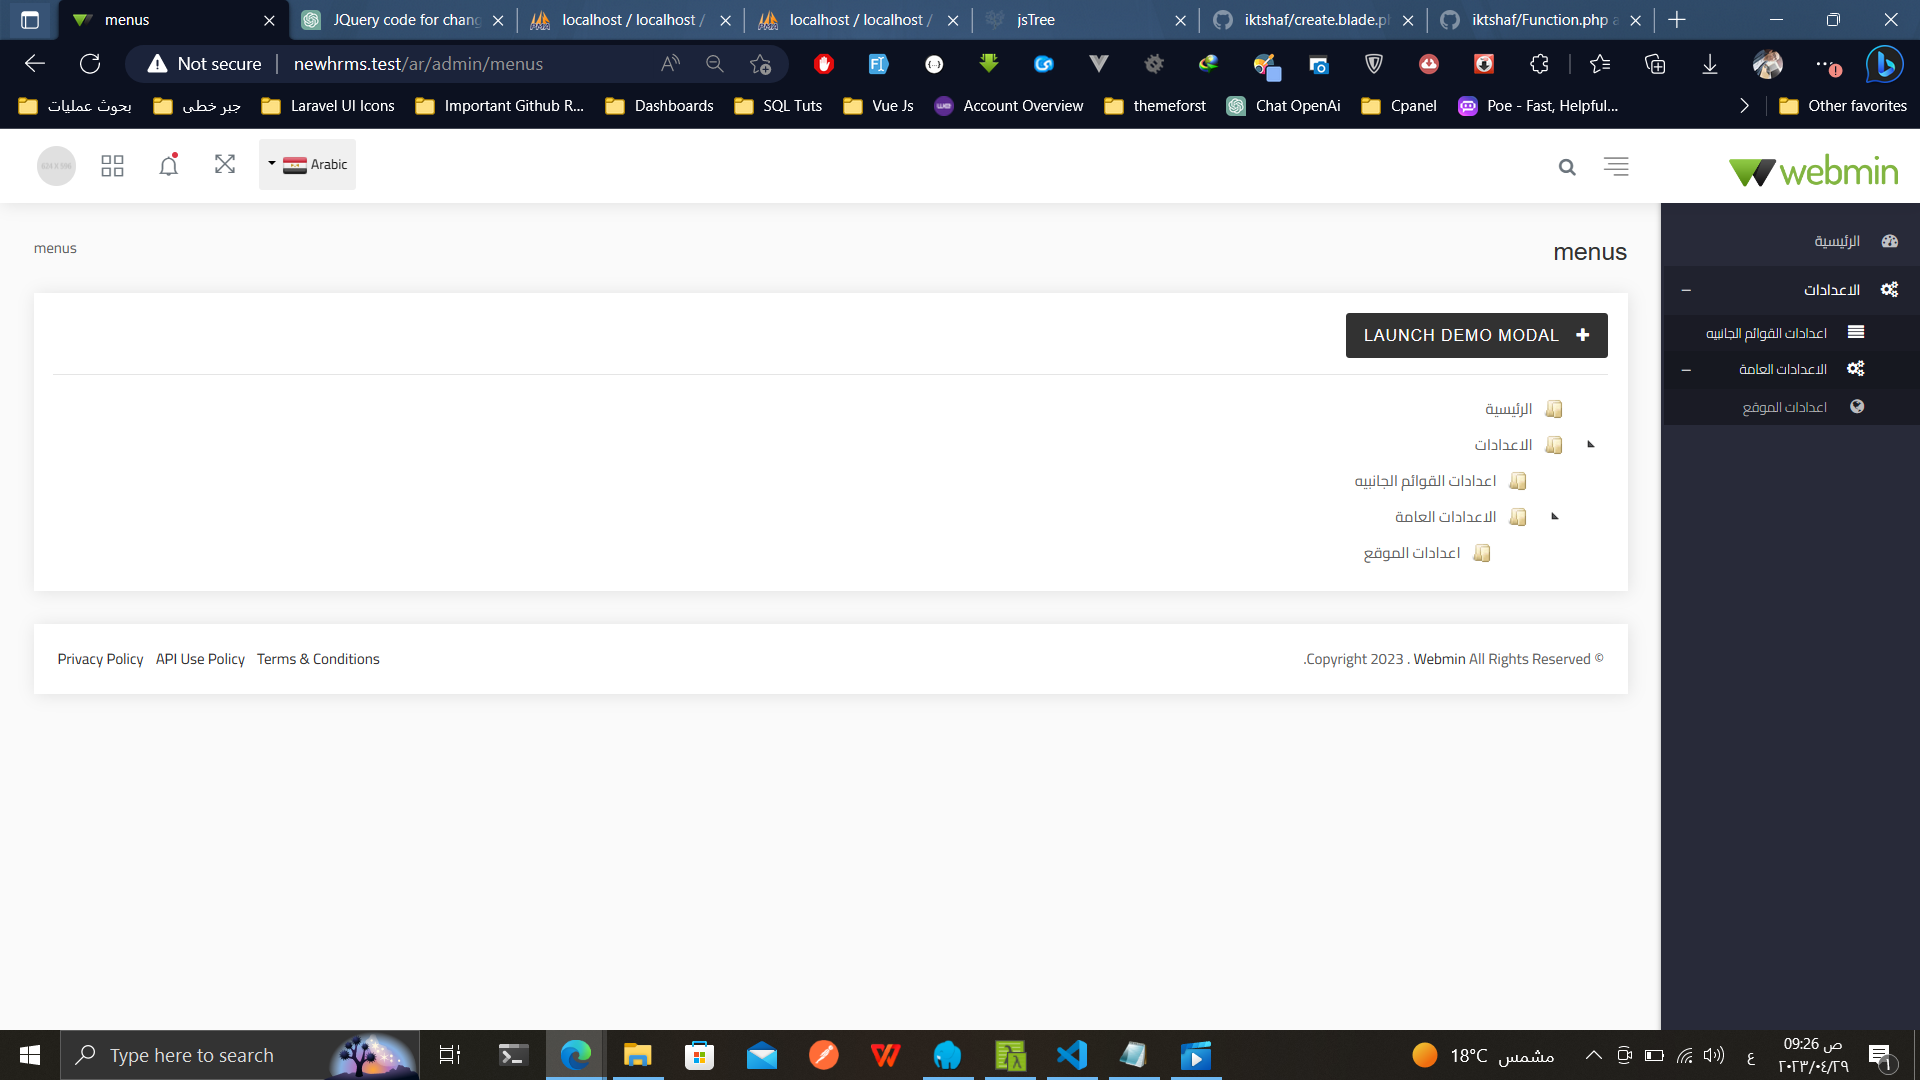 menus
JQuery code for chang
localhost / localhost /
localhost / localhost /
jsTree
iktshaf/create.blade.p
iktshaf/Function.php a
Not secure
newhrms.test/ar/admin/menus
بحوث عمليات
جبر خطى
Laravel UI Icons
Important Github R...
Dashboards
SQL Tuts
Vue Js
Account Overview
themeforst
Chat OpenAi
Cpanel
Poe - Fast, Helpful...
Other favorites
624 X 596
Arabic
webmin
menus
menus
الرئيسية
الاعدادات
اعدادات القوائم الجانبيه
الاعدادات العامة
اعدادات الموقع
LAUNCH DEMO MODAL
الرئيسية
الاعدادات
اعدادات القوائم الجانبيه
الاعدادات العامة
اعدادات الموقع
Privacy Policy
API Use Policy
Terms & Conditions
.Copyright 2023 . Webmin All Rights Reserved ©
Type here to search
18°C مشمس
ع
09:26 ص
٢٠٢٣/٠٤/٢٩
١